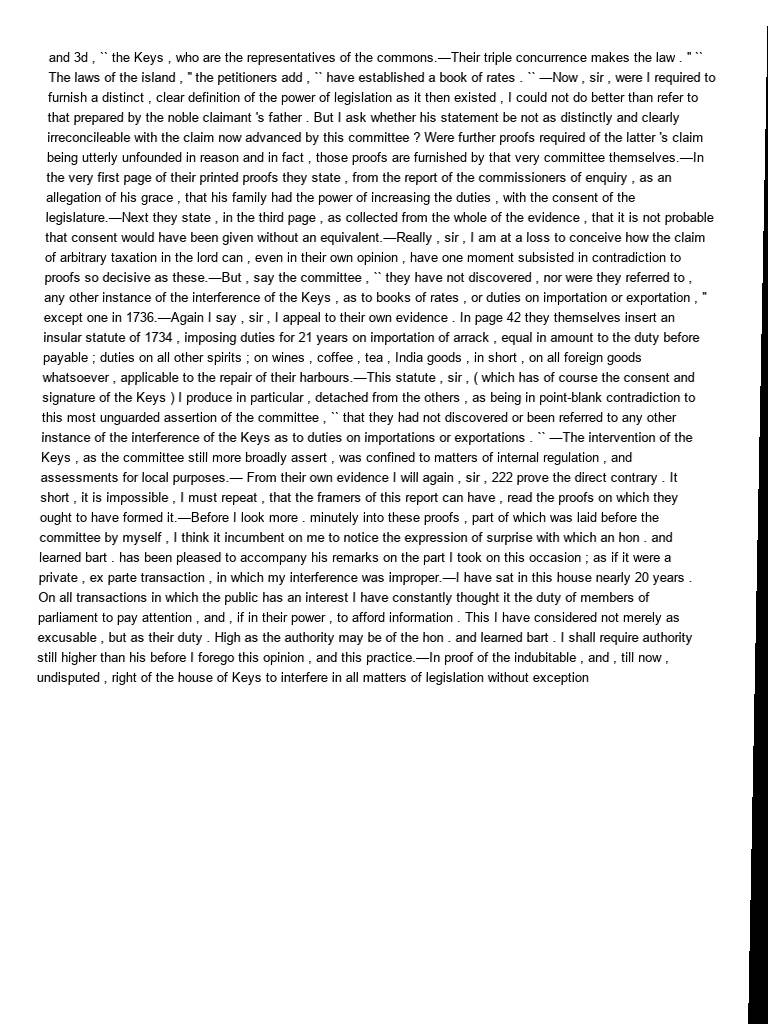 and 3d , `` the Keys , who are the representatives of the commons.—Their triple concurrence makes the law . " ``
The laws of the island , " the petitioners add , `` have established a book of rates . `` —Now , sir , were I required to
furnish a distinct , clear definition of the power of legislation as it then existed , I could not do better than refer to
that prepared by the noble claimant 's father . But I ask whether his statement be not as distinctly and clearly
irreconcileable with the claim now advanced by this committee ? Were further proofs required of the latter 's claim
being utterly unfounded in reason and in fact , those proofs are furnished by that very committee themselves.—In
the very first page of their printed proofs they state , from the report of the commissioners of enquiry , as an
allegation of his grace , that his family had the power of increasing the duties , with the consent of the
legislature.—Next they state , in the third page , as collected from the whole of the evidence , that it is not probable
that consent would have been given without an equivalent.—Really , sir , I am at a loss to conceive how the claim
of arbitrary taxation in the lord can , even in their own opinion , have one moment subsisted in contradiction to
proofs so decisive as these.—But , say the committee , `` they have not discovered , nor were they referred to ,
any other instance of the interference of the Keys , as to books of rates , or duties on importation or exportation , "
except one in 1736.—Again I say , sir , I appeal to their own evidence . In page 42 they themselves insert an
insular statute of 1734 , imposing duties for 21 years on importation of arrack , equal in amount to the duty before
payable ; duties on all other spirits ; on wines , coffee , tea , India goods , in short , on all foreign goods
whatsoever , applicable to the repair of their harbours.—This statute , sir , ( which has of course the consent and
signature of the Keys ) I produce in particular , detached from the others , as being in point-blank contradiction to
this most unguarded assertion of the committee , `` that they had not discovered or been referred to any other
instance of the interference of the Keys as to duties on importations or exportations . `` —The intervention of the
Keys , as the committee still more broadly assert , was confined to matters of internal regulation , and
assessments for local purposes.— From their own evidence I will again , sir , 222 prove the direct contrary . It
short , it is impossible , I must repeat , that the framers of this report can have , read the proofs on which they
ought to have formed it.—Before I look more . minutely into these proofs , part of which was laid before the
committee by myself , I think it incumbent on me to notice the expression of surprise with which an hon . and
learned bart . has been pleased to accompany his remarks on the part I took on this occasion ; as if it were a
private , ex parte transaction , in which my interference was improper.—I have sat in this house nearly 20 years .
On all transactions in which the public has an interest I have constantly thought it the duty of members of
parliament to pay attention , and , if in their power , to afford information . This I have considered not merely as
excusable , but as their duty . High as the authority may be of the hon . and learned bart . I shall require authority
still higher than his before I forego this opinion , and this practice.—In proof of the indubitable , and , till now ,
undisputed , right of the house of Keys to interfere in all matters of legislation without exception